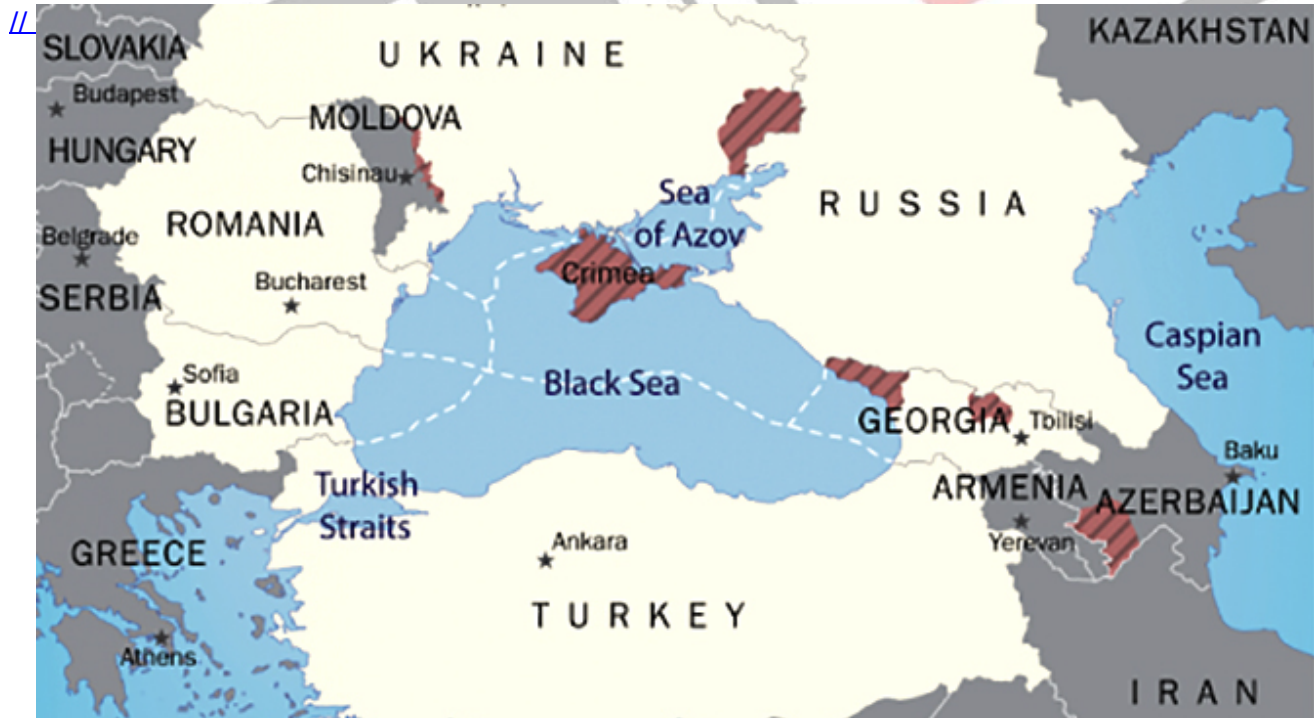 //
SLOVAKIA
UKRAINE
KAZAKHSTAN
Budapest
MOLDOVA
HUNGARY
Chisinau
Sea
of Azov
RUSSIA
ROMANIA
Belgrade
Crimea
Bucharest
SERBIA
Caspian
Sea
Sofia
Black Sea
BULGARIA
GEORGIA
Tbilisi
Baku
Turkish
Straits
ARMENIA
AZERBAIJAN
Yerevan
GREECE
Ankara
TURKEY
Athens
IRAN